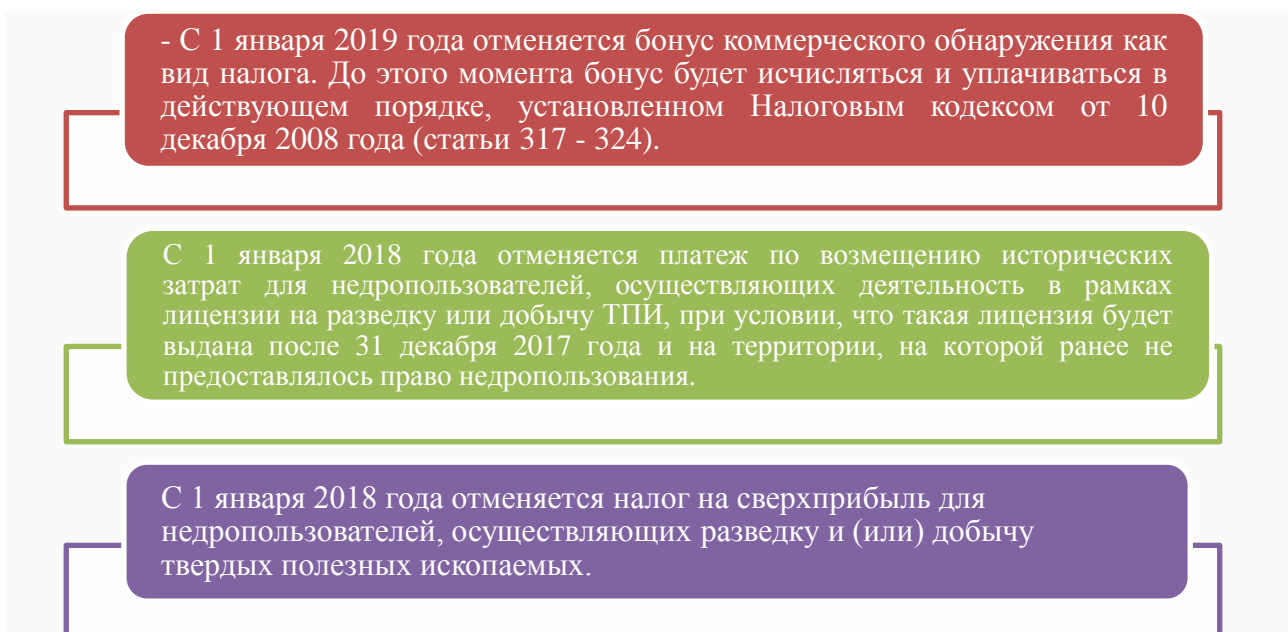 - С 1 января 2019 года отменяется бонус коммерческого обнаружения как
вид налога. До этого момента бонус будет исчисляться и уплачиваться в
действующем порядке, установленном Налоговым кодексом от 10
декабря 2008 года (статьи 317 - 324).
С 1 января 2018 года отменяется платеж по возмещению исторических
затрат для недропользователей, осуществляющих деятельность в рамках
лицензии на разведку или добычу ТПИ, при условии, что такая лицензия будет
выдана после 31 декабря 2017 года и на территории, на которой ранее не
предоставлялось право недропользования.
С 1 января 2018 года отменяется налог на сверхприбыль для
недропользователей, осуществляющих разведку и (или) добычу
твердых полезных ископаемых.